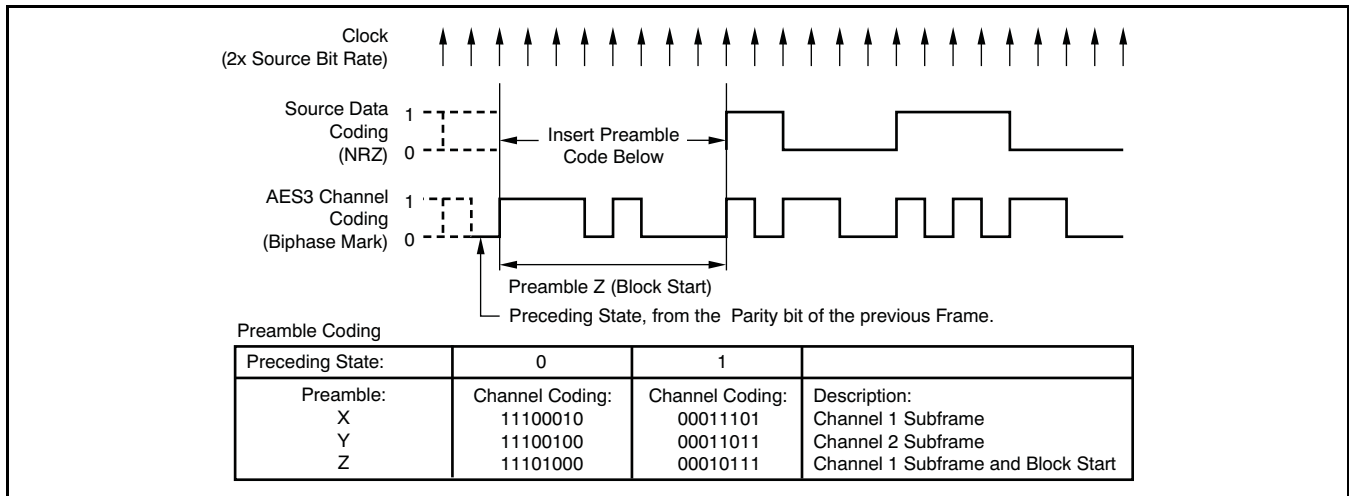 Clock
(2x Source Bit Rate)
Source Data
Coding
(NRZ)
1
0
Insert Preamble
Code Below
AES3 Channel
Coding
(Biphase Mark)
1
0
Preamble Z (Block Start)
Preceding State, from the Parity bit of the previous Frame.
Preamble Coding
Preceding State: 0 1
Preamble: Channel Coding: Channel Coding: Description:
X 11100010 00011101 Channel 1 Subframe
Y 11100100 00011011 Channel 2 Subframe
Z 11101000 00010111 Channel 1 Subframe and Block Start